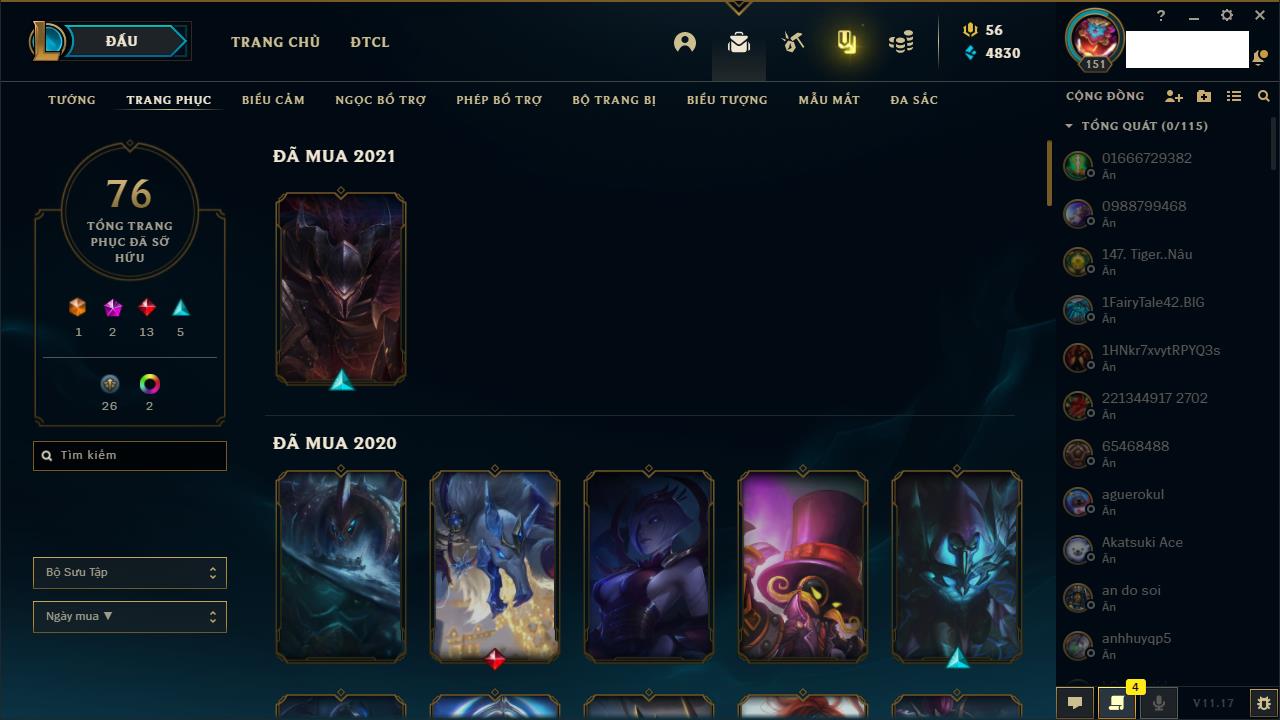 ĐẤU
TRANG CHỦ
ĐTCL
56
4830
?
151
TƯỚNG
TRANG PHỤC
BIỂU CẢM
NGỌC BỔ TRỢ
PHÉP BỔ TRỢ
BỘ TRANG BỊ
BIỂU TƯỢNG
MẪU MẮT
ĐA SẮC
CỘNG ĐỒNG
TỔNG QUÁT (0/115)
76
TỔNG TRANG
PHỤC ĐÃ SỞ
HỮU
1
2
13
5
26
2
Tìm kiếm
Bộ Sưu Tập
Ngày mua ▼
ĐÃ MUA 2021
ĐÃ MUA 2020
01666729382
Ẩn
0988799468
Ẩn
147. Tiger..Nâu
Ẩn
1FairyTale42.BIG
Ẩn
1HNkr7xvytRPYQ3s
Ẩn
221344917 2702
Ẩn
65468488
Ẩn
aguerokul
Ẩn
Akatsuki Ace
Ẩn
an do soi
Ẩn
anhhuyqp5
Ẩn
4
V11.17